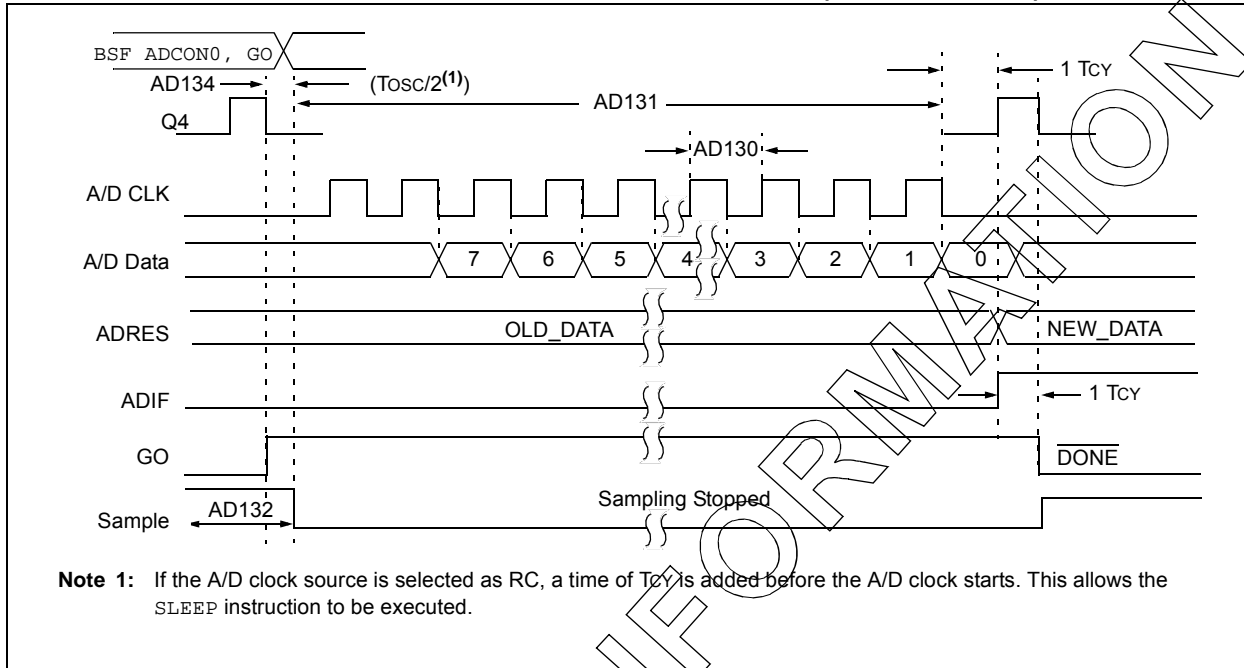 BSF ADCON0, GO
AD134
(TOSC/2(1))
1 TCY
AD131
Q4
AD130
A/D CLK
A/D Data
7 6 5 4 3 2 1 0
ADRES
OLD_DATA
NEW_DATA
ADIF
1 TCY
GO
DONE
Sample
AD132
Sampling Stopped
Note 1: If the A/D clock source is selected as RC, a time of TCY is added before the A/D clock starts. This allows the
SLEEP instruction to be executed.
IFORMATION